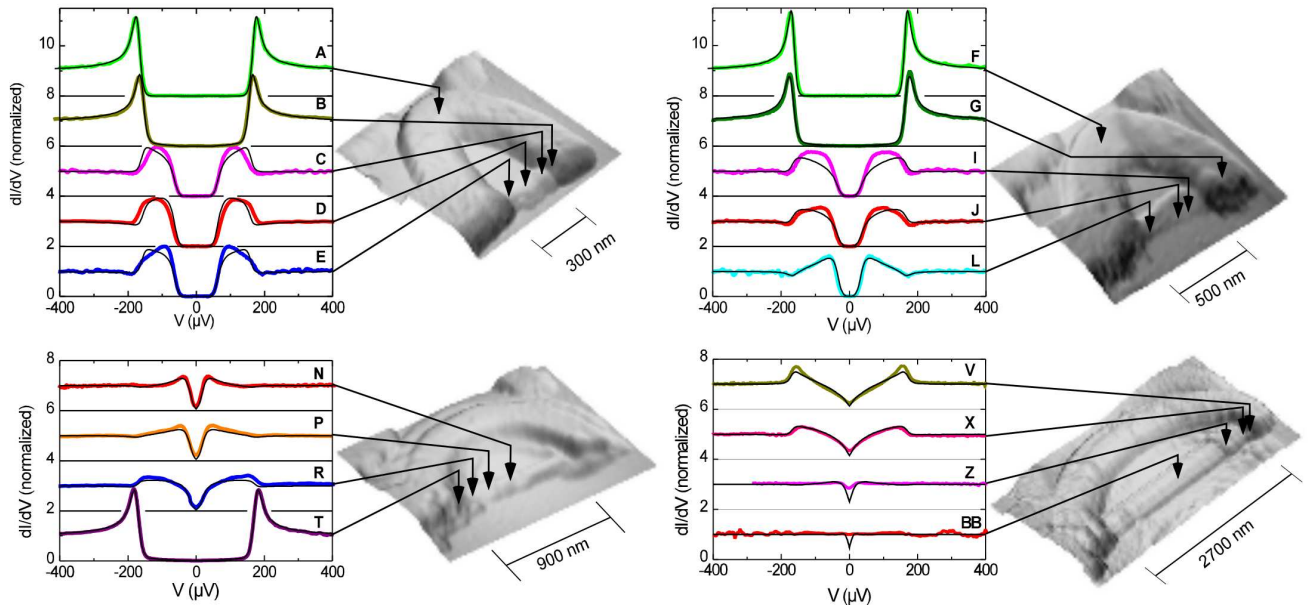 dI/dV (normalized)
10
8
6
4
2
0
A
B
C
D
E
-400 -200 0 200 400
V (µV)
300 nm
dI/dV (normalized)
10
8
6
4
2
0
F
G
I
J
L
-400 -200 0 200 400
V (µV)
500 nm
dI/dV (normalized)
8
6
4
2
0
N
P
R
T
-400 -200 0 200 400
V (µV)
900 nm
dI/dV (normalized)
8
6
4
2
0
V
X
Z
BB
-400 -200 0 200 400
V (µV)
2700 nm